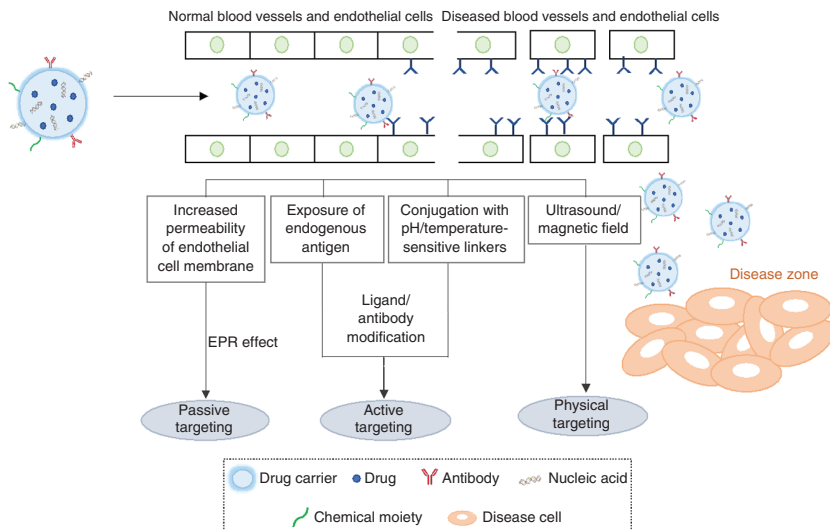 Normal blood vessels and endothelial cells
Diseased blood vessels and endothelial cells
Increased
permeability
of endothelial
cell membrane
Exposure of
endogenous
antigen
Conjugation with
pH/temperature-
sensitive linkers
Ultrasound/
magnetic field
Disease zone
EPR effect
Ligand/
antibody
modification
Passive
targeting
Active
targeting
Physical
targeting
Drug carrier
Drug
Antibody
Nucleic acid
Chemical moiety
Disease cell